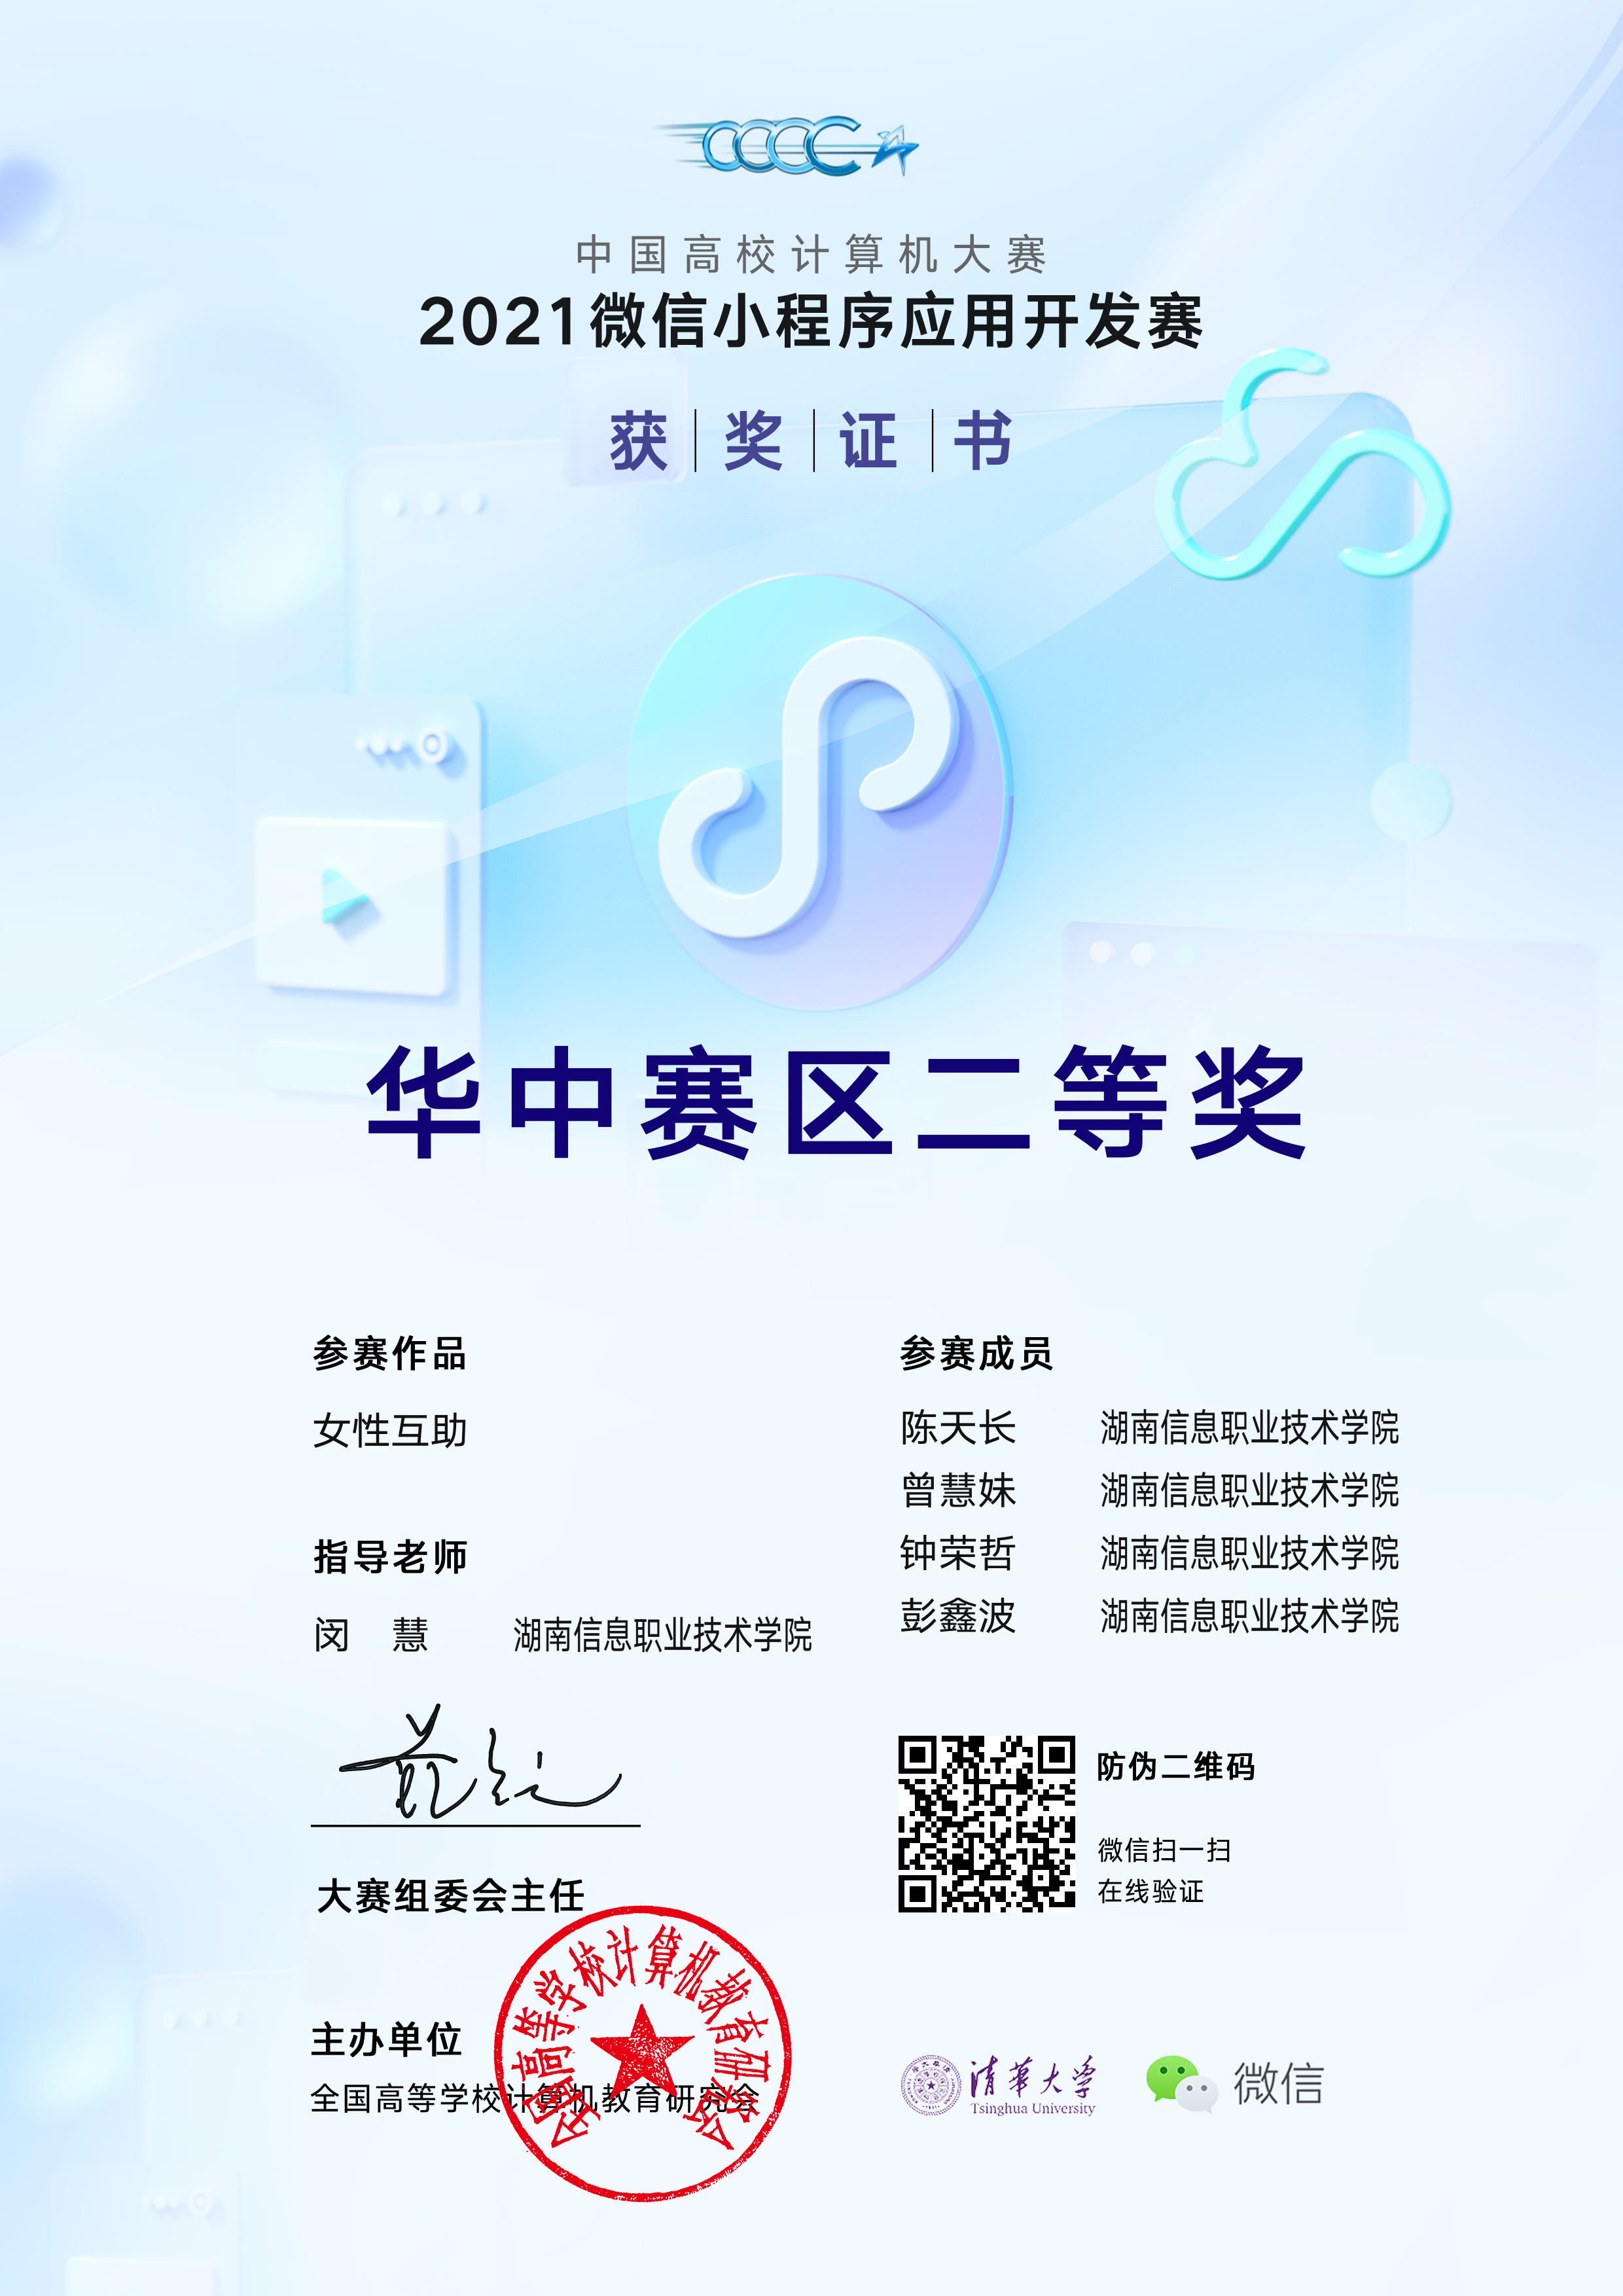 CCCC
中国高校计算机大赛
2021微信小程序应用开发赛
获奖证书
华中赛区二等奖
参赛作品
女性互助
指导老师
闵 慧 湖南信息职业技术学院
参赛成员
陈天长 湖南信息职业技术学院
曾慧妹 湖南信息职业技术学院
钟荣哲 湖南信息职业技术学院
彭鑫波 湖南信息职业技术学院
大赛组委会主任
防伪二维码
微信扫一扫
在线验证
主办单位
全国高等学校计算机教育研究会
全国高等学校计算机教育研究会
清華大学
Tsinghua University
微信